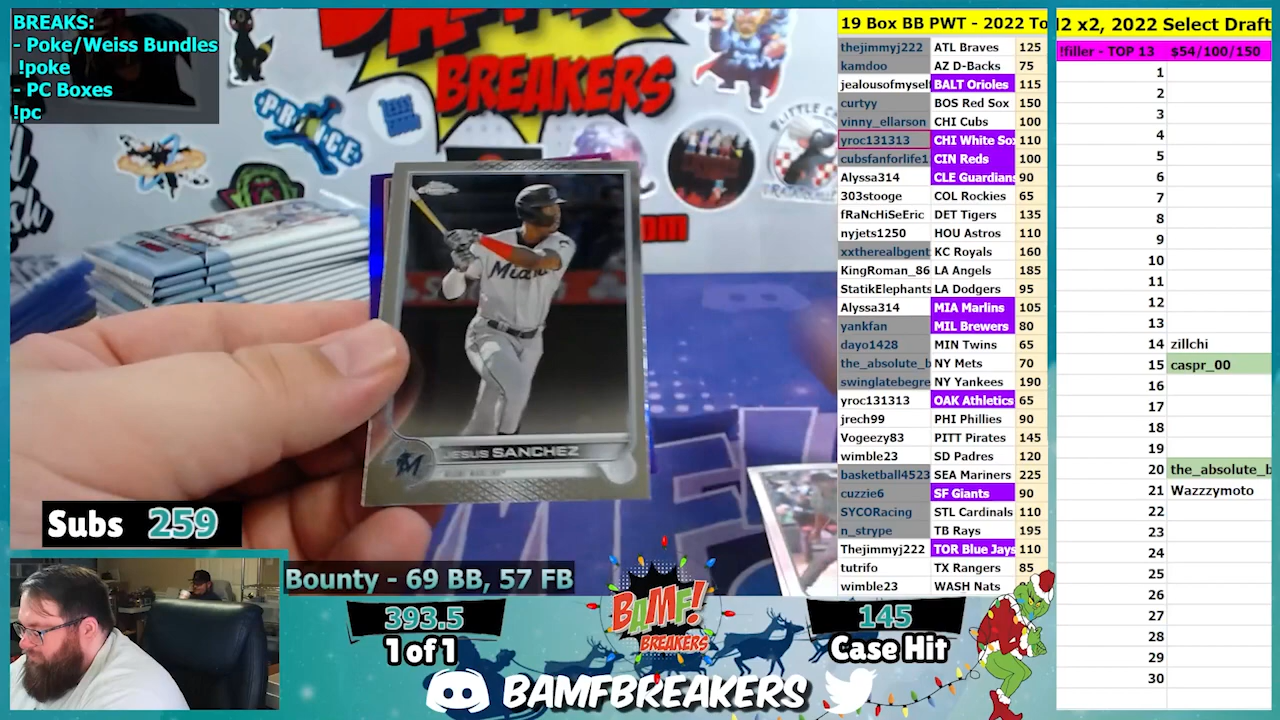 BREAKS:
- Poke/Weiss Bundles
!poke
- PC Boxes
!pc
BREAKERS
PRINCE
Miami
JESUS SANCHEZ
Subs 259
Bounty - 69 BB, 57 FB
393.5
1 of 1
BAMF!
BREAKERS
145
Case Hit
BAMFBREAKERS
19 Box BB PWT - 2022 To
thejimmyj222 ATL Braves 125
kamdoo AZ D-Backs 75
jealousofmysel BALT Orioles 115
curtyy BOS Red Sox 150
vinny_ellarson CHI Cubs 100
yroc131313 CHI White Sox 110
cubsfanforlife1 CIN Reds 100
Alyssa314 CLE Guardians 90
303stooge COL Rockies 65
fRaNcHiSeEric DET Tigers 135
nyjets1250 HOU Astros 110
xxtherealbgent KC Royals 160
KingRoman_86 LA Angels 185
StatikElephants LA Dodgers 95
Alyssa314 MIA Marlins 105
yankfan MIL Brewers 80
dayo1428 MIN Twins 65
the_absolute_b NY Mets 70
swinglatebegre NY Yankees 190
yroc131313 OAK Athletics 65
jrech99 PHI Phillies 90
Vogeezy83 PITT Pirates 145
wimble23 SD Padres 120
basketball4523 SEA Mariners 225
cuzzie6 SF Giants 90
SYCORacing STL Cardinals 110
n_strype TB Rays 195
Thejimmyj222 TOR Blue Jays 110
tutrifo TX Rangers 85
wimble23 WASH Nats
2 x2, 2022 Select Draft
!filler - TOP 13 $54/100/150
1
2
3
4
5
6
7
8
9
10
11
12
13
14 zillchi
15 caspr_00
16
17
18
19
20 the_absolute_b
21 Wazzzymoto
22
23
24
25
26
27
28
29
30